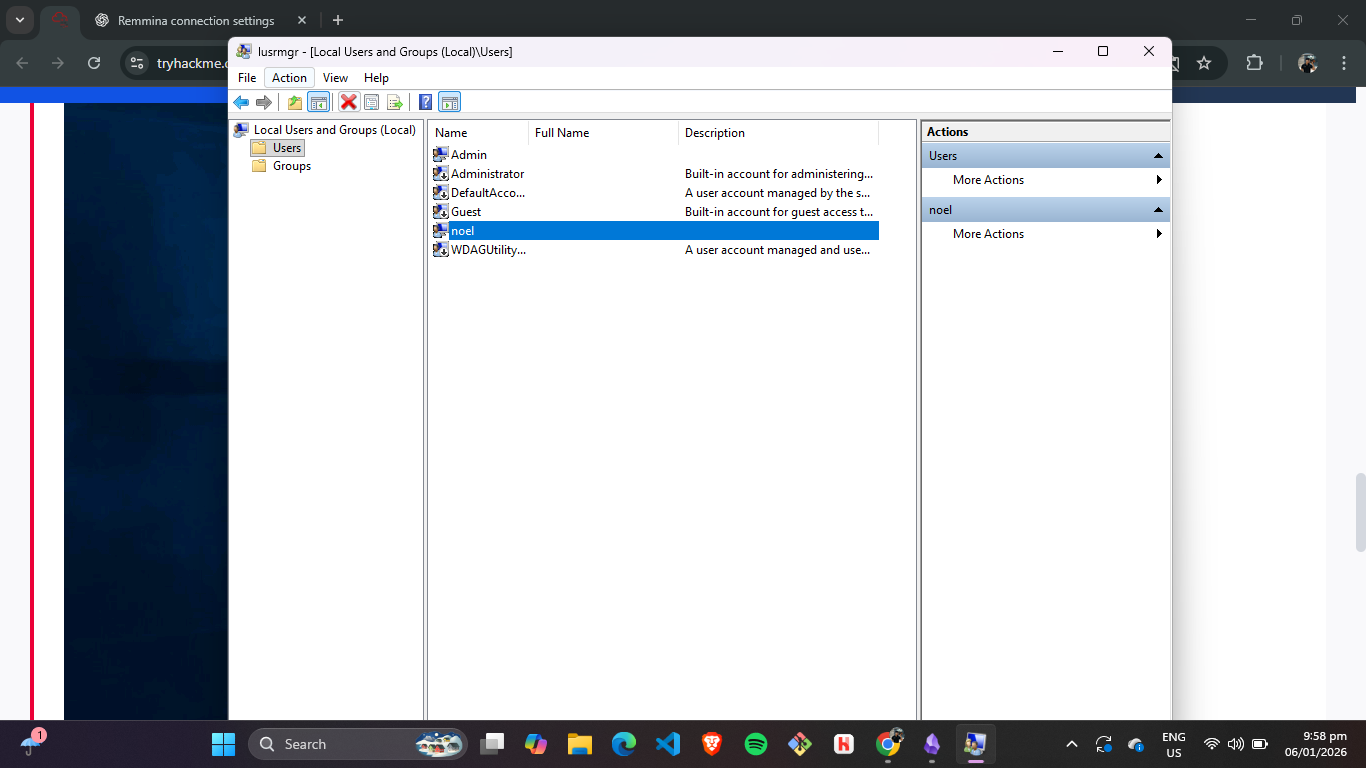 Remmina connection settings
tryhackme.c
lusrmgr - [Local Users and Groups (Local)\Users]
File Action View Help
Local Users and Groups (Local)
Users
Groups
Name Full Name Description
Admin
Administrator Built-in account for administering...
DefaultAcco... A user account managed by the s...
Guest Built-in account for guest access t...
noel
WDAGUtility... A user account managed and use...
Actions
Users
More Actions
noel
More Actions
1
Search
ENG
US
9:58 pm
06/01/2026